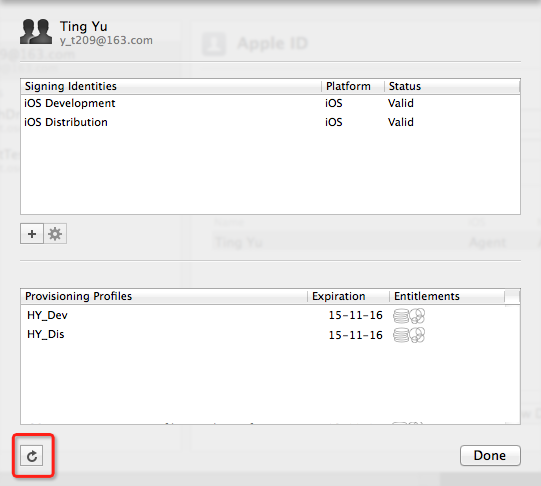 Ting Yu
y_t209@163.com
Apple ID
Signing Identities Platform Status
iOS Development iOS Valid
iOS Distribution iOS Valid
Ting Yu Agent
Provisioning Profiles Expiration Entitlements
HY_Dev 15-11-16
HY_Dis 15-11-16
Done